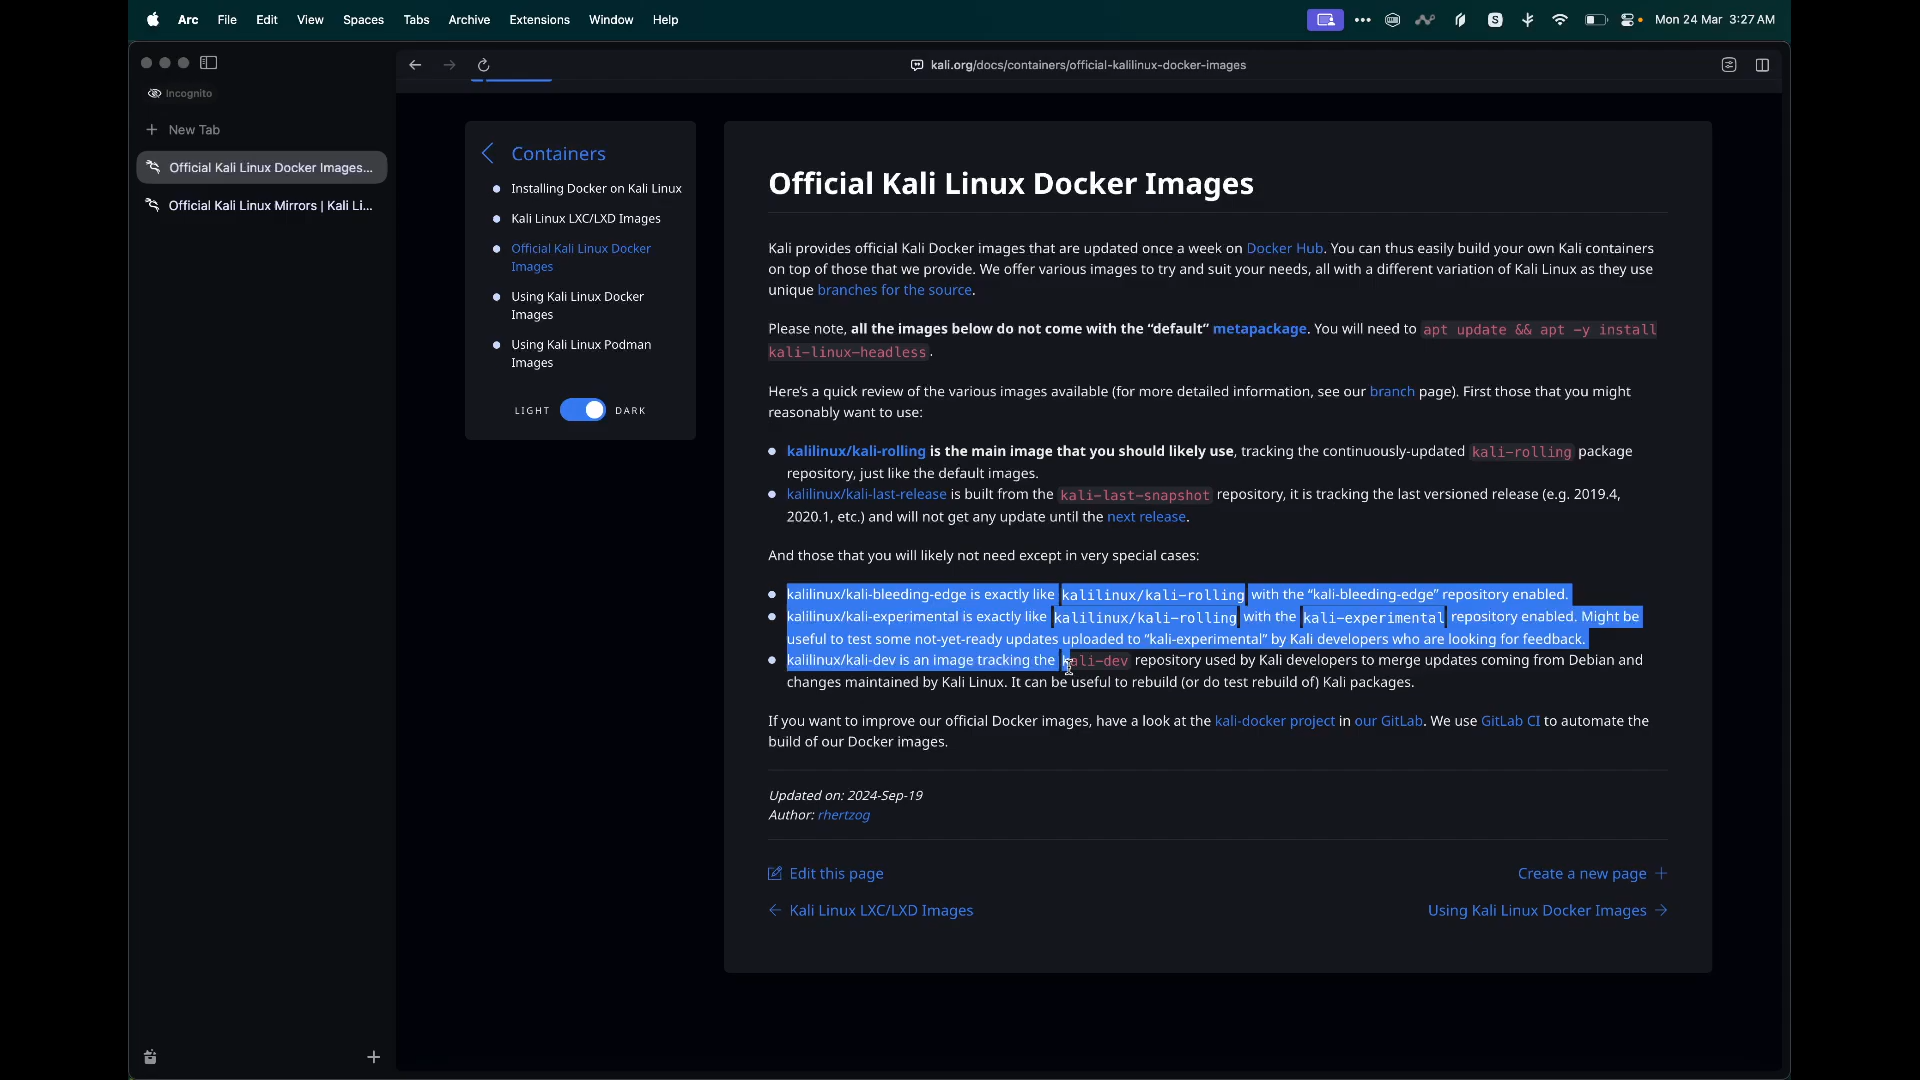 Arc File Edit View Spaces Tabs Archive Extensions Window Help
S
Mon 24 Mar 3:27 AM
kali.org/docs/containers/official-kalilinux-docker-images
Incognito
New Tab
Official Kali Linux Docker Images...
Official Kali Linux Mirrors | Kali Li...
Containers
Installing Docker on Kali Linux
Kali Linux LXC/LXD Images
Official Kali Linux Docker
Images
Using Kali Linux Docker
Images
Using Kali Linux Podman
Images
LIGHT DARK
Official Kali Linux Docker Images
Kali provides official Kali Docker images that are updated once a week on Docker Hub. You can thus easily build your own Kali containers
on top of those that we provide. We offer various images to try and suit your needs, all with a different variation of Kali Linux as they use
unique branches for the source.
Please note, all the images below do not come with the “default” metapackage. You will need to apt update && apt -y install
kali-linux-headless.
Here's a quick review of the various images available (for more detailed information, see our branch page). First those that you might
reasonably want to use:
kalilinux/kali-rolling is the main image that you should likely use, tracking the continuously-updated kali-rolling package
repository, just like the default images.
kalilinux/kali-last-release is built from the kali-last-snapshot repository, it is tracking the last versioned release (e.g. 2019.4,
2020.1, etc.) and will not get any update until the next release.
And those that you will likely not need except in very special cases:
kalilinux/kali-bleeding-edge is exactly like kalilinux/kali-rolling with the “kali-bleeding-edge” repository enabled.
kalilinux/kali-experimental is exactly like kalilinux/kali-rolling with the kali-experimental repository enabled. Might be
useful to test some not-yet-ready updates uploaded to “kali-experimental” by Kali developers who are looking for feedback.
kalilinux/kali-dev is an image tracking the kali-dev repository used by Kali developers to merge updates coming from Debian and
changes maintained by Kali Linux. It can be useful to rebuild (or do test rebuild of) Kali packages.
If you want to improve our official Docker images, have a look at the kali-docker project in our GitLab. We use GitLab CI to automate the
build of our Docker images.
Updated on: 2024-Sep-19
Author: rhertzog
Edit this page
Create a new page
Kali Linux LXC/LXD Images
Using Kali Linux Docker Images